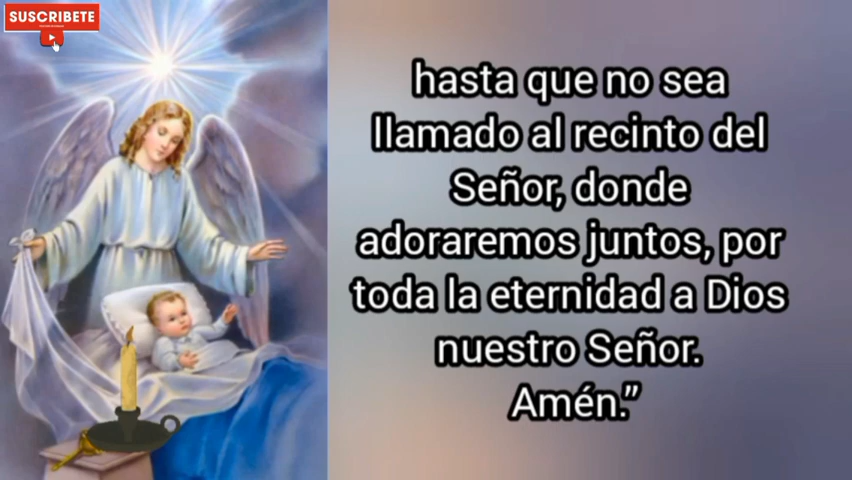 SUSCRIBETE
hasta que no sea
llamado al recinto del
Señor, donde
adoraremos juntos, por
toda la eternidad a Dios
nuestro Señor.
Amén.”